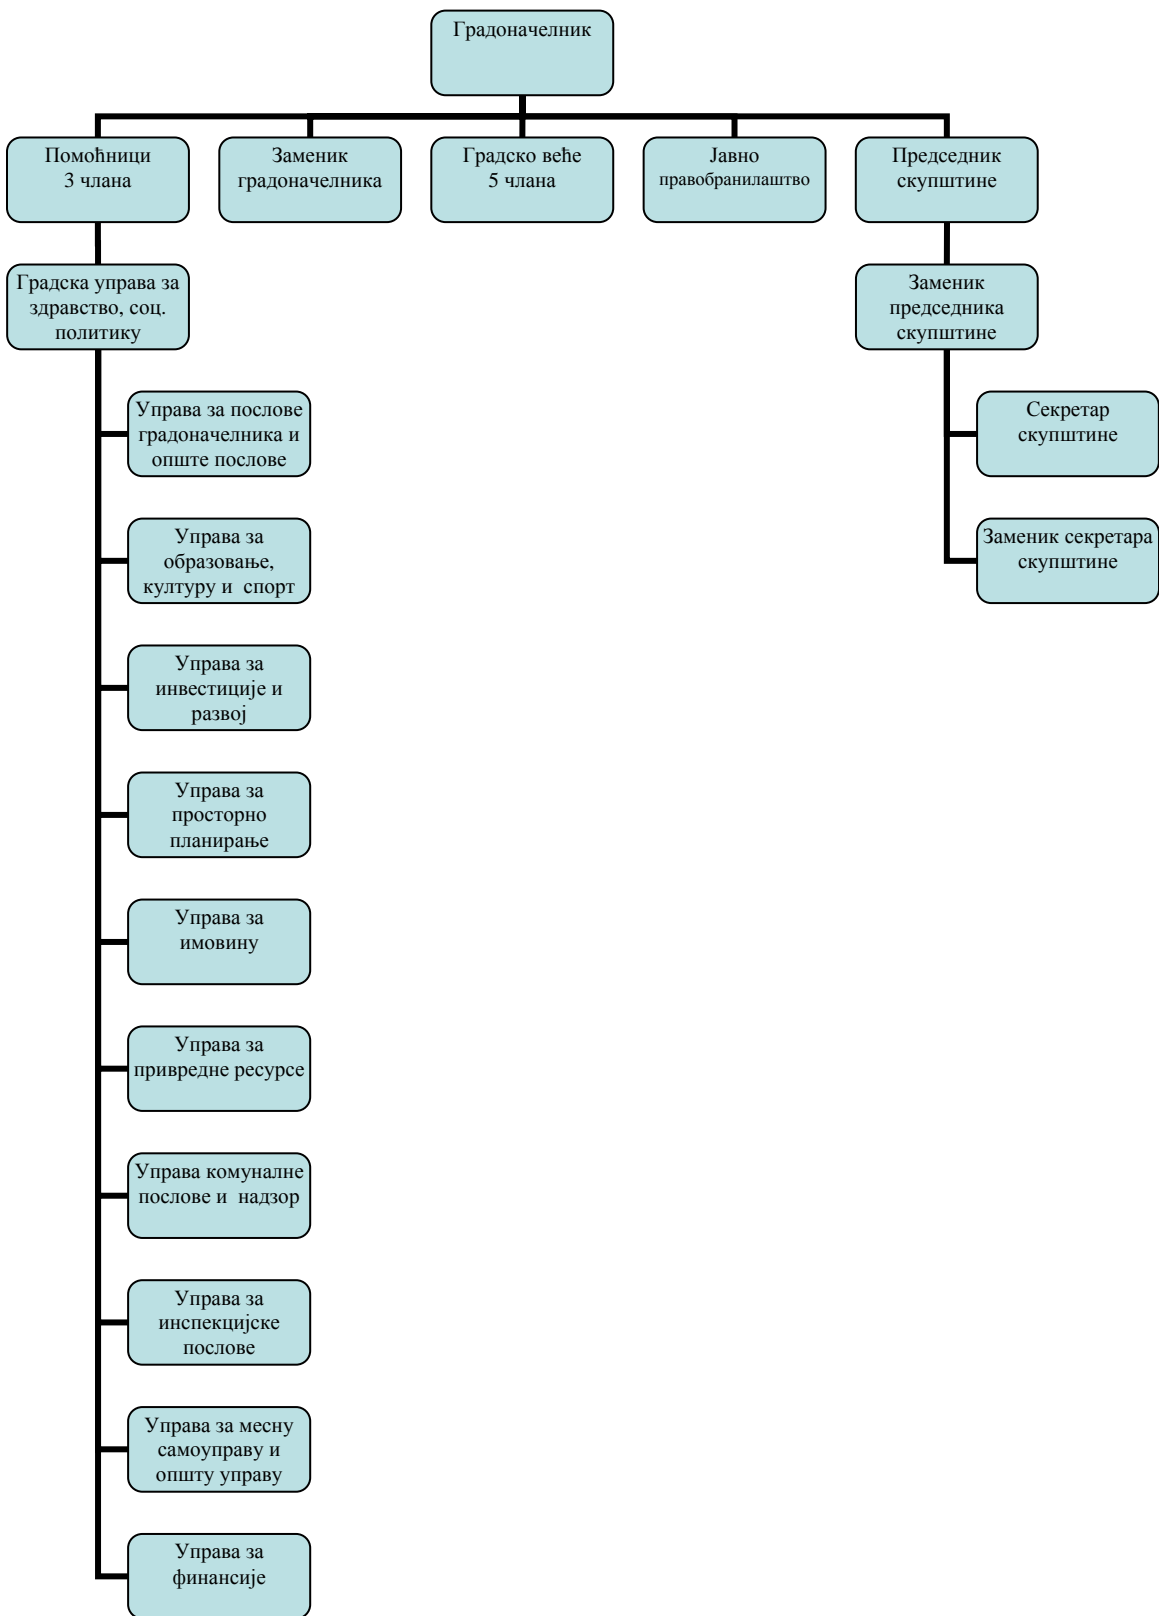 Градоначелник
Помоћници
3 члана
Заменик
градоначелника
Градско веће
5 члана
Јавно
правобранилаштво
Председник
скупштине
Градска управа за
здравство, соц.
политику
Заменик
председника
скупштине
Управа за послове
градоначелника и
опште послове
Секретар
скупштине
Управа за
образовање,
културу и  спорт
Заменик секретара
скупштине
Управа за
инвестиције и
развој
Управа за
просторно
планирање
Управа за
имовину
Управа за
привредне ресурсе
Управа комуналне
послове и  надзор
Управа за
инспекцијске
послове
Управа за месну
самоуправу и
општу управу
Управа за
финансије